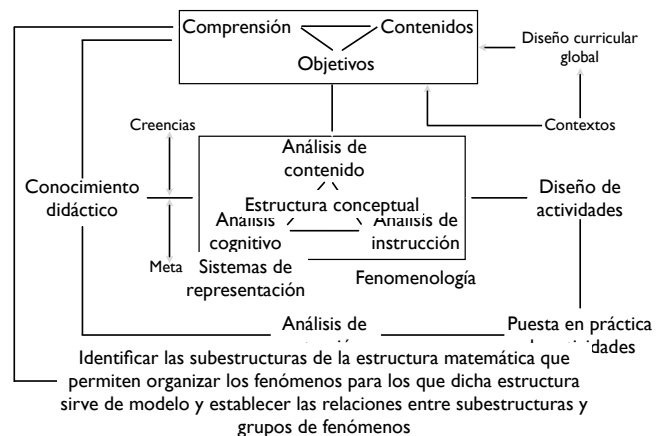 Comprensión
Contenidos
Objetivos
Diseño curricular
global
Creencias
Contextos
Análisis de
contenido
Conocimiento
didáctico
Estructura conceptual
Análisis
cognitivo
Análisis de
instrucción
Diseño de
actividades
Meta
Sistemas de
representación
Fenomenología
Análisis de
Puesta en práctica
Identificar las subestructuras de la estructura matemática que
permiten organizar los fenómenos para los que dicha estructura
sirve de modelo y establecer las relaciones entre subestructuras y
grupos de fenómenos